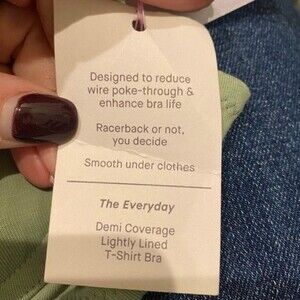 Designed to reduce
wire poke-through &
enhance bra life
Racerback or not,
you decide
Smooth under clothes
The Everyday
Demi Coverage
Lightly Lined
T-Shirt Bra